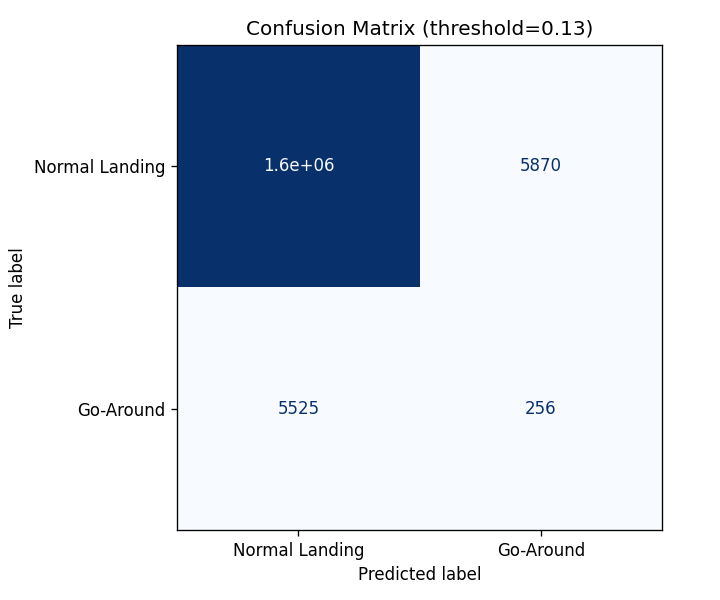 Confusion Matrix (threshold=0.13)
True label
Normal Landing
1.6e+06
5870
Go-Around
5525
256
Normal Landing
Go-Around
Predicted label